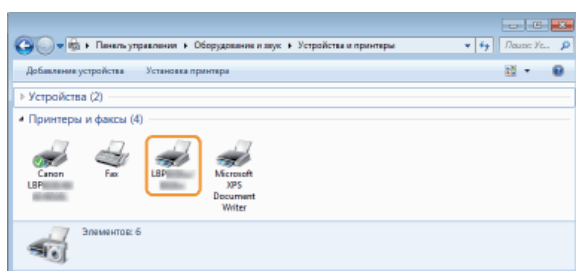 Панель управления ▸ Оборудование и звук ▸ Устройства и принтеры
Поиск: Ус...
Добавление устройства Установка принтера
Устройства (2)
Принтеры и факсы (4)
Canon
LBP
Fax
LBP
Microsoft
XPS
Document
Writer
Элементов: 6